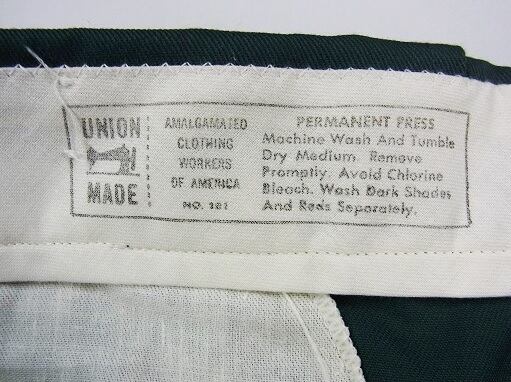 UNION
MADE
AMALGAMATED
CLOTHING
WORKERS
OF AMERICA
NO. 101
PERMANENT PRESS
Machine Wash And Tumble
Dry Medium. Remove
Promptly. Avoid Chlorine
Bleach. Wash Dark Shades
And Reds Separately.